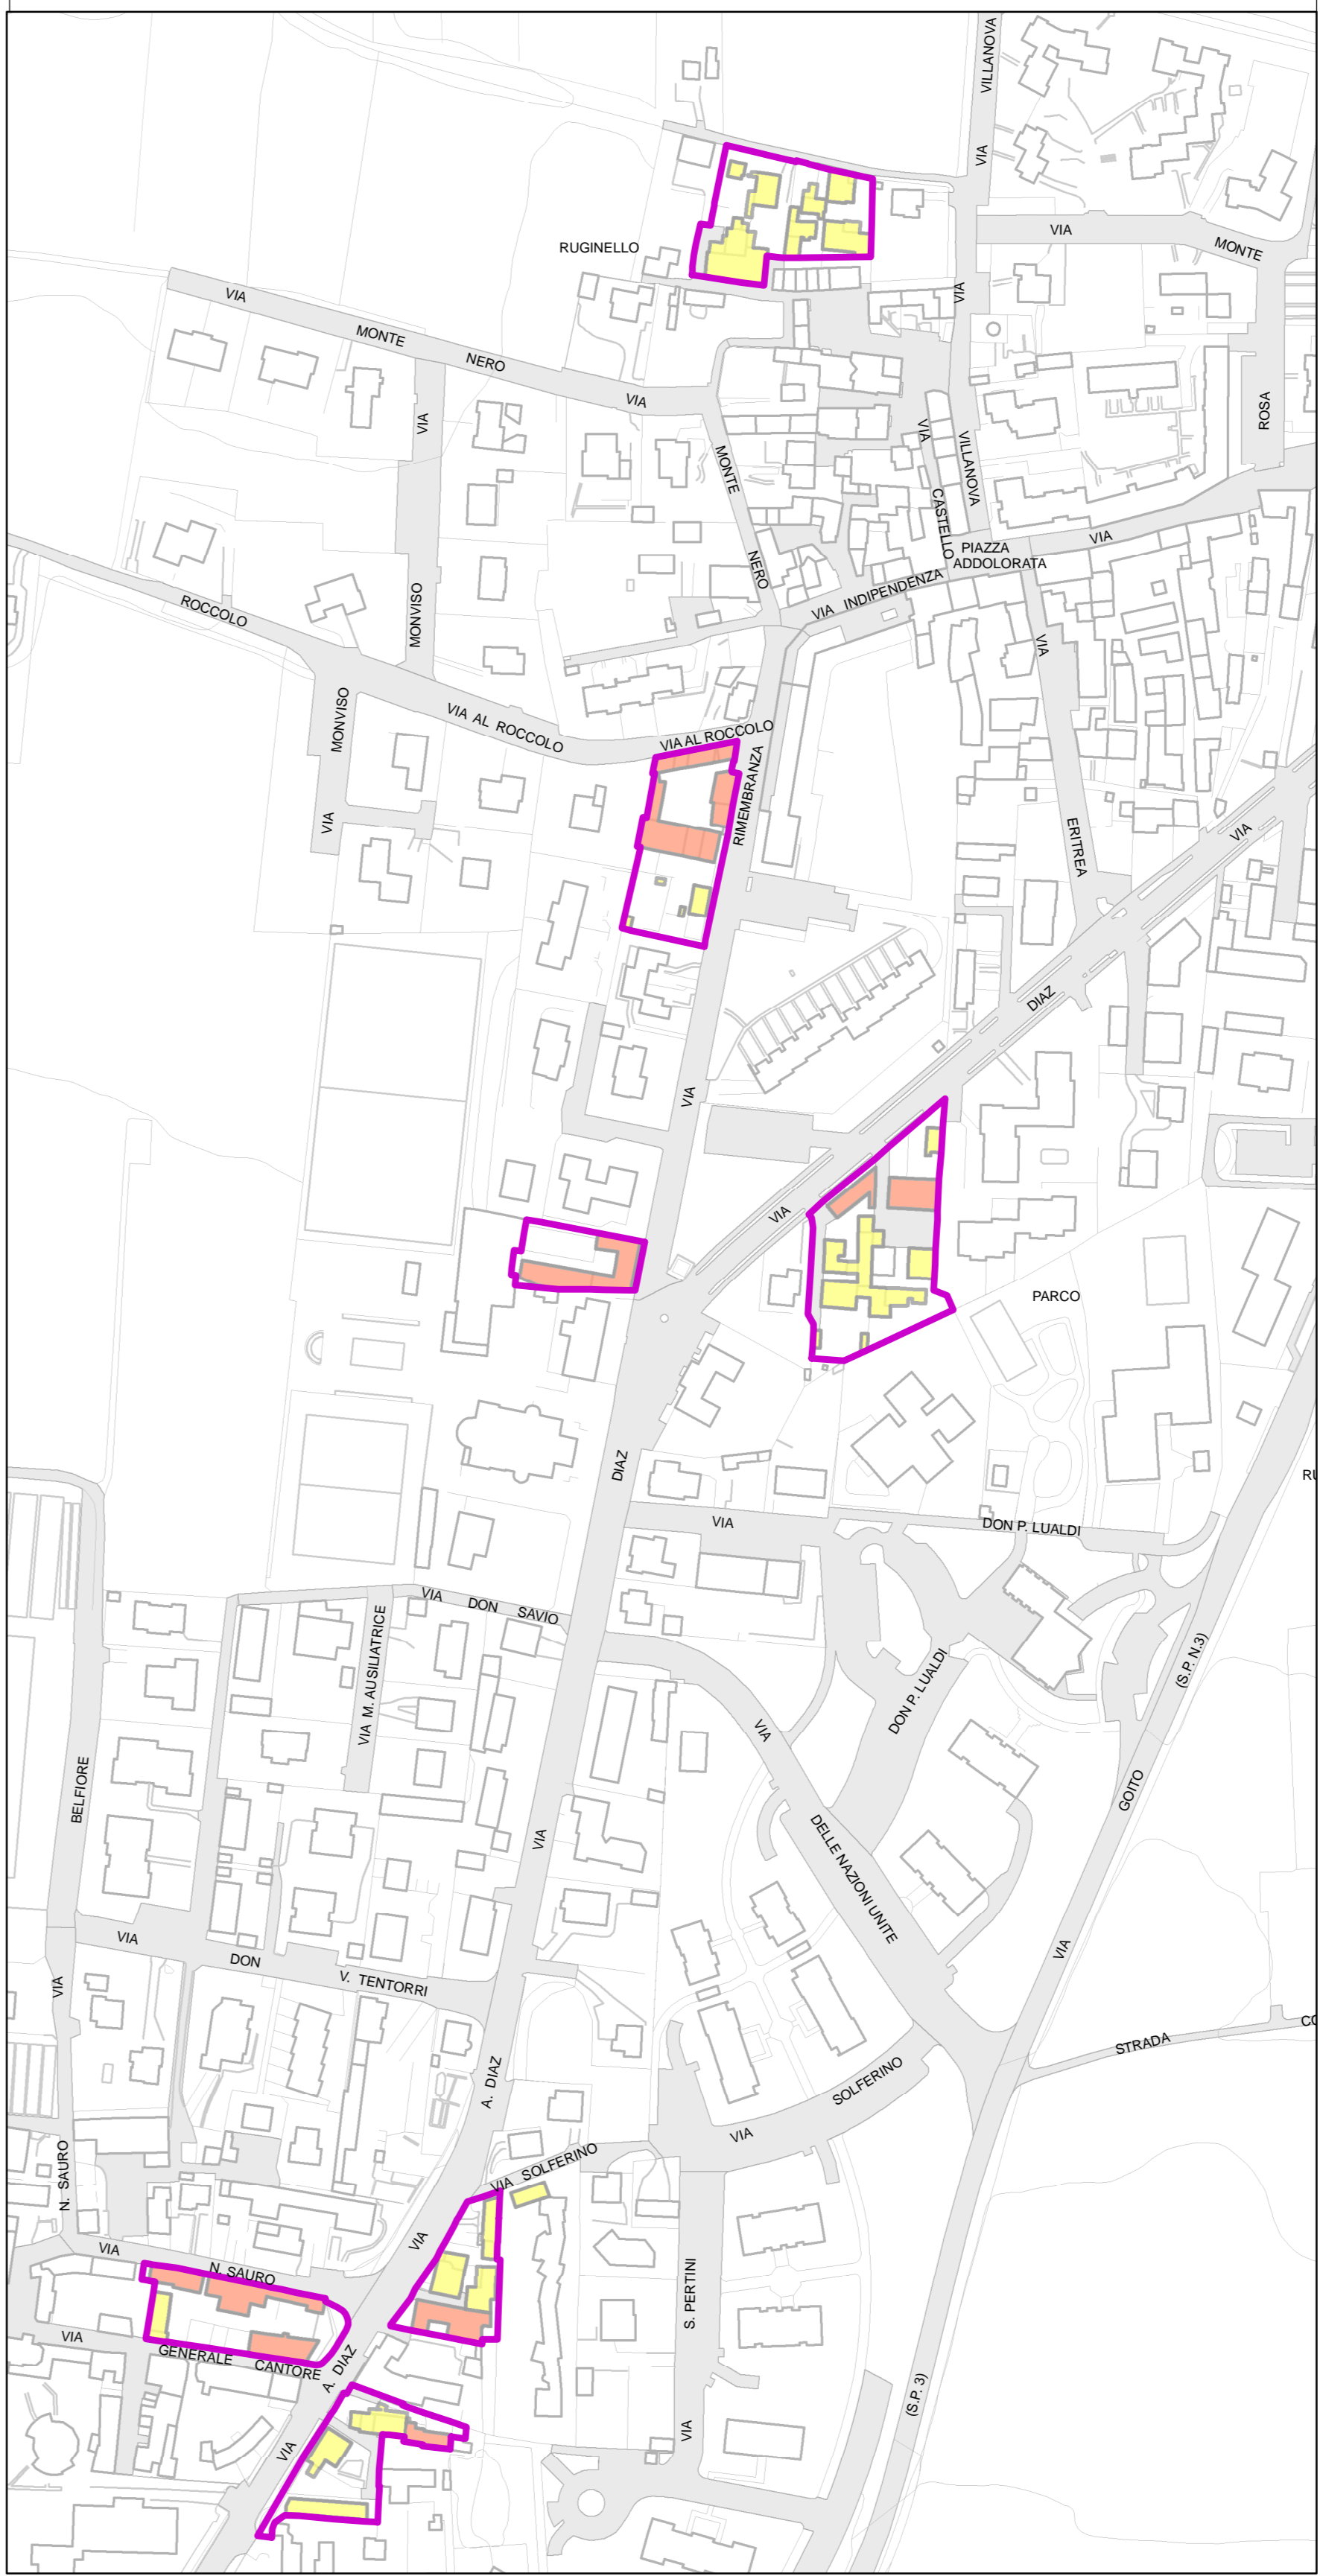 VILLANOVA
VIA
VIA
MONTE
RUGINELLO
VIA
VIA
MONTE
NERO
VIA
VIA
ROSA
VIA
VILLANOVA
MONTE
CASTELLO
VIA
PIAZZA
ADDOLORATA
NERO
VIA INDIPENDENZA
ROCCOLO
MONVISO
VIA
MONVISO
VIA AL ROCCOLO
VIA AL ROCCOLO
RIMEMBRANZA
VIA
ERITREA
VIA
DIAZ
VIA
VIA
PARCO
DIAZ
RU
VIA
DON P. LUALDI
VIA DON SAVIO
VIA M. AUSILIATRICE
(S.P. N.3)
DON P. LUALDI
VIA
BELFIORE
GOITO
VIA
DELLE NAZIONI UNITE
VIA
DON
V. TENTORRI
VIA
VIA
STRADA
CO
A. DIAZ
SOLFERINO
VIA
N. SAURO
VIA SOLFERINO
VIA
VIA
N. SAURO
S. PERTINI
VIA
GENERALE CANTORE
A. DIAZ
(S.P. 3)
VIA
VIA